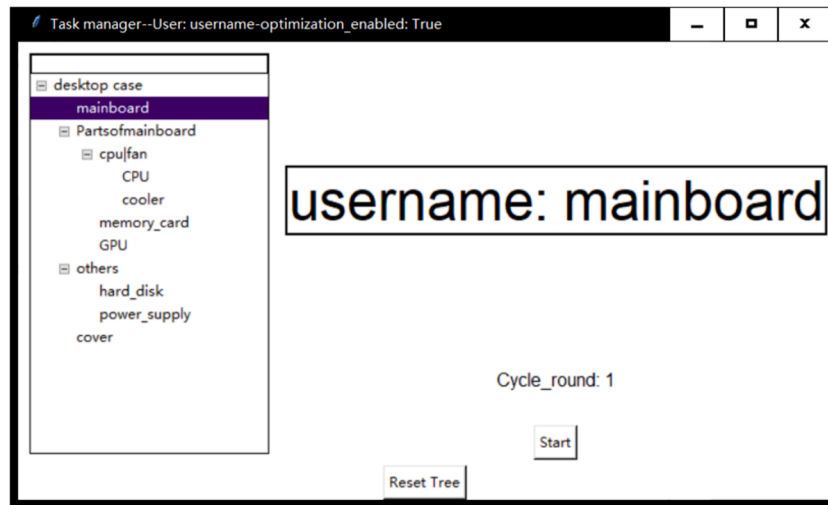 Task manager--User: username-optimization_enabled: True
desktop case
mainboard
Partsofmainboard
cpu|fan
CPU
cooler
memory_card
GPU
others
hard_disk
power_supply
cover
username: mainboard
Cycle_round: 1
Start
Reset Tree